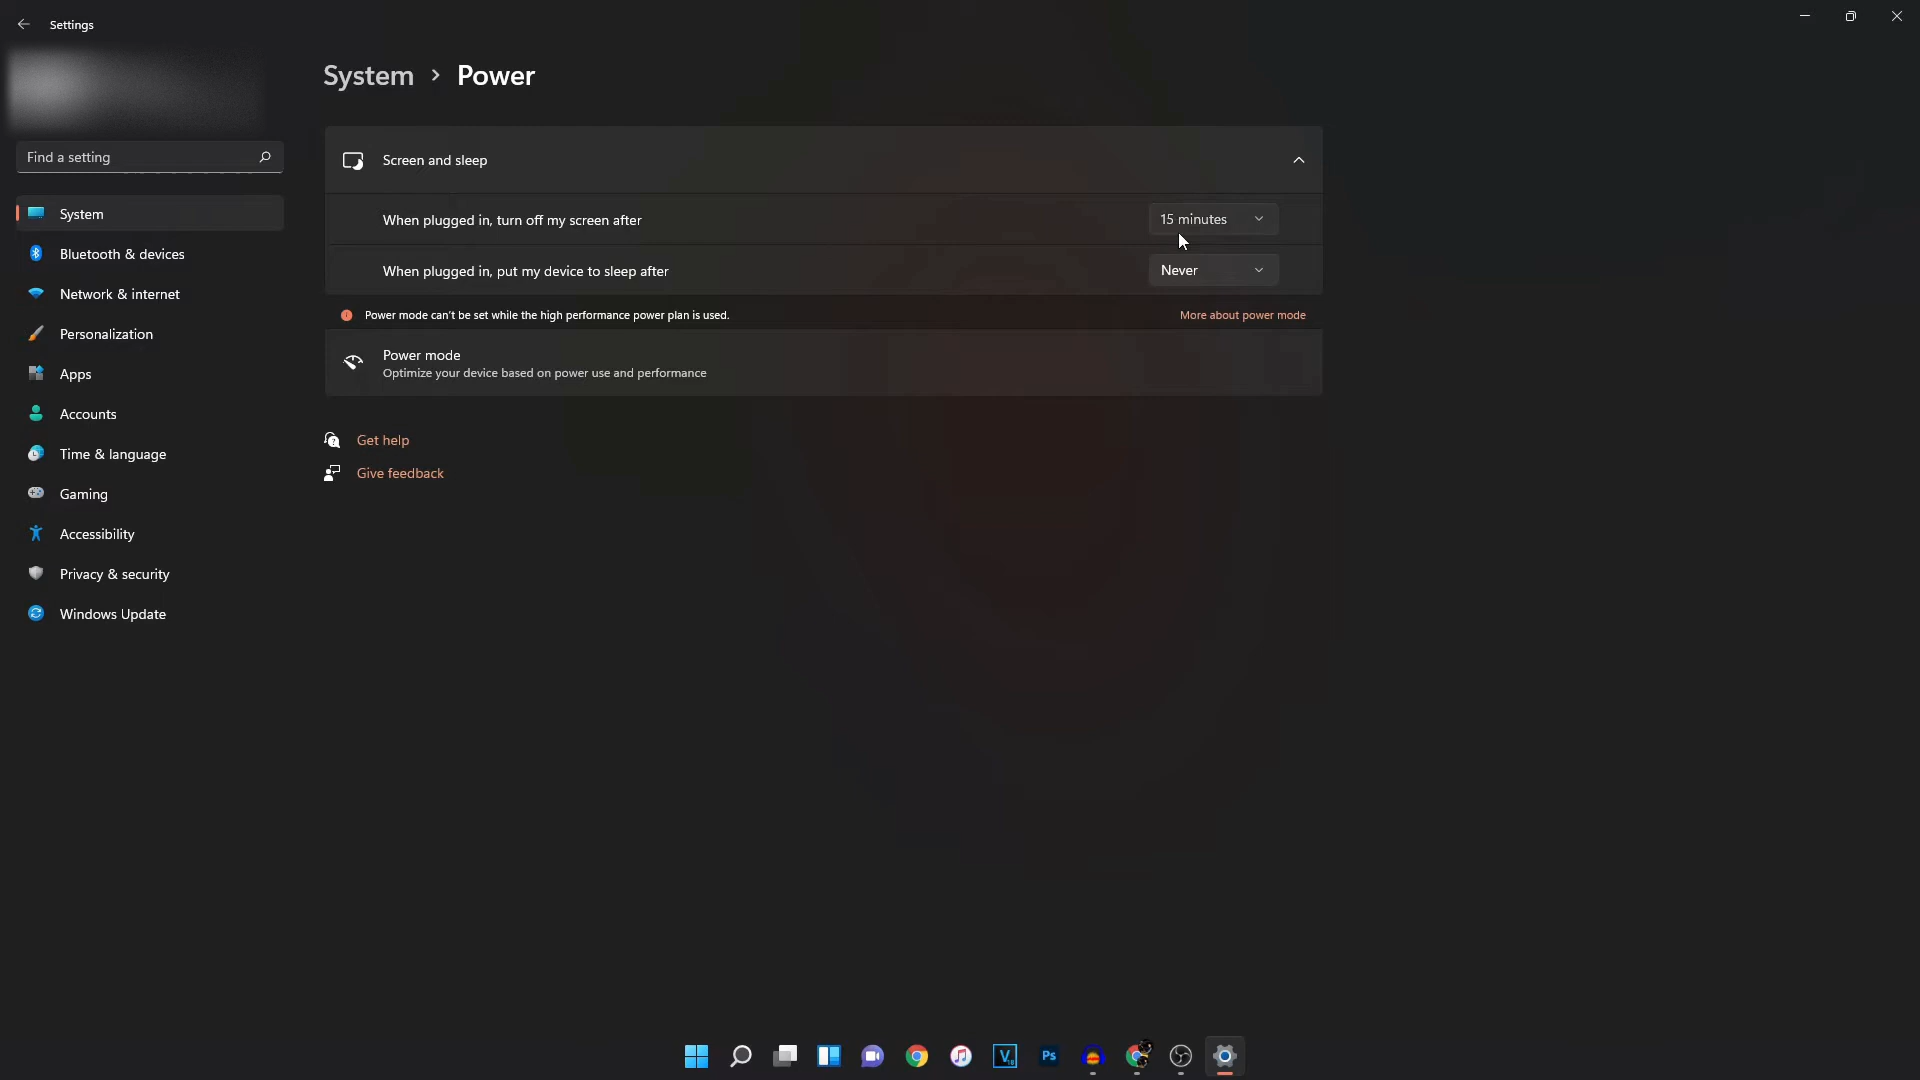 Settings
System > Power
Find a setting
System
Bluetooth & devices
Network & internet
Personalization
Apps
Accounts
Time & language
Gaming
Accessibility
Privacy & security
Windows Update
Screen and sleep
When plugged in, turn off my screen after
15 minutes
When plugged in, put my device to sleep after
Never
Power mode can't be set while the high performance power plan is used.
More about power mode
Power mode
Optimize your device based on power use and performance
Get help
Give feedback
Ps